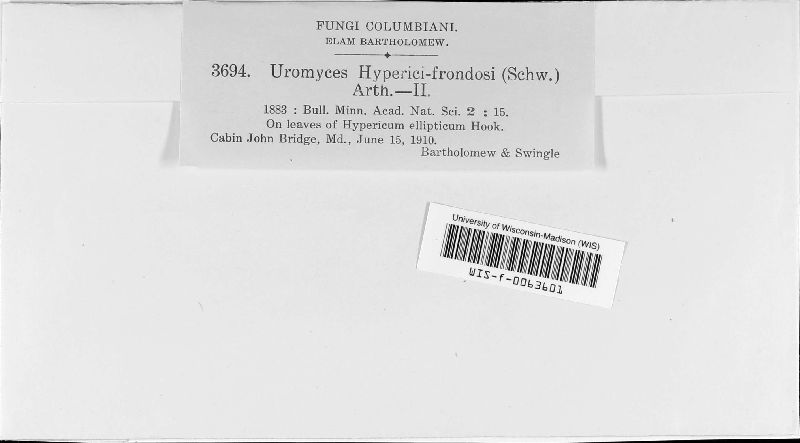 FUNGI COLUMBIANI.
ELAM BARTHOLOMEW.
3694. Uromyces Hyperici-frondosi (Schw.)
Arth.—II.
1883 : Bull. Minn. Acad. Nat. Sci. 2 : 15.
On leaves of Hypericum ellipticum Hook.
Cabin John Bridge, Md., June 15, 1910.
Bartholomew & Swingle
University of Wisconsin-Madison (WIS)
WIS-f-0063601